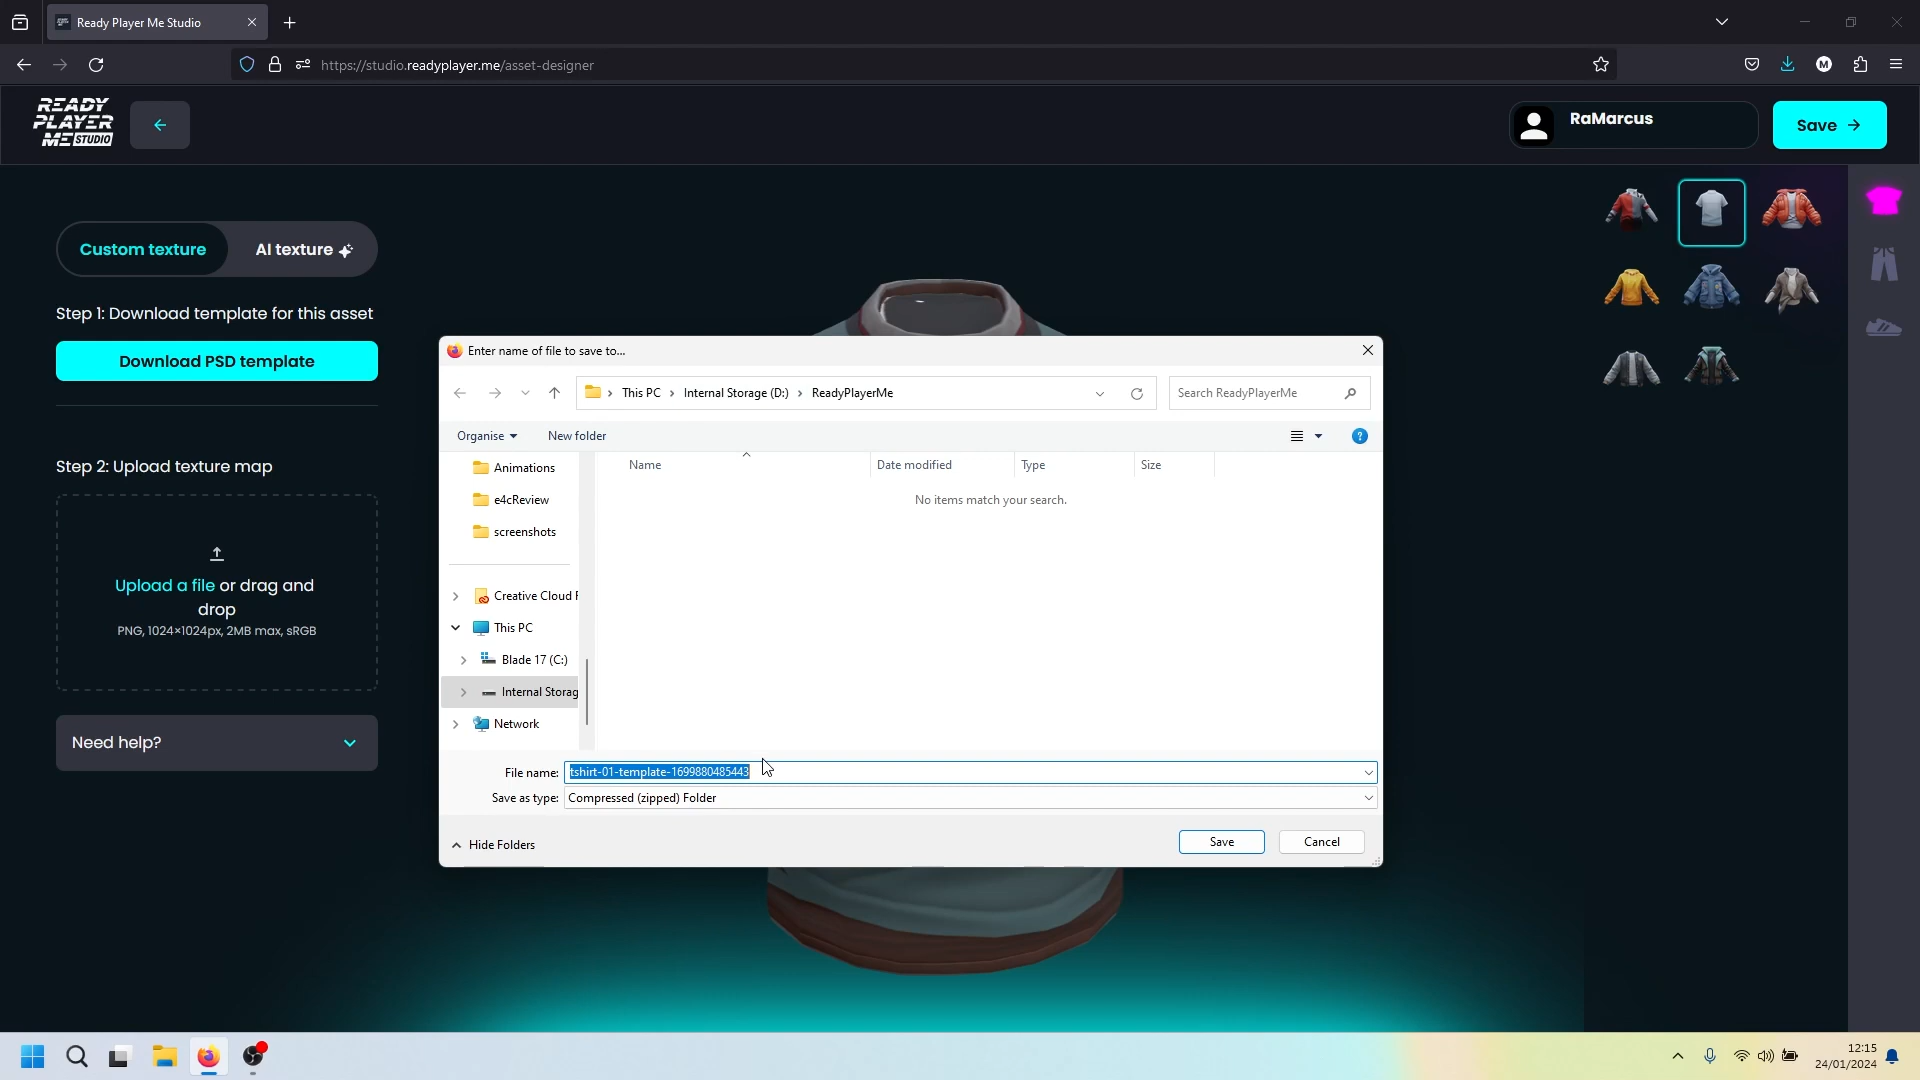 Ready Player Me Studio
https://studio.readyplayer.me/asset-designer
M
READY
PLAYER
ME STUDIO
RaMarcus
Save
Custom texture
AI texture
Step 1: Download template for this asset
Download PSD template
Step 2: Upload texture map
Upload a file or drag and
drop
PNG, 1024×1024px, 2MB max, sRGB
Need help?
Enter name of file to save to...
This PC
Internal Storage (D:)
ReadyPlayerMe
Search ReadyPlayerMe
Organise
New folder
?
Name
Date modified
Type
Size
No items match your search.
Animations
e4cReview
screenshots
Creative Cloud F
This PC
Blade 17 (C:)
Internal Storag
Network
File name:
tshirt-01-template-1699880485443
Save as type:
Compressed (zipped) Folder
Hide Folders
Save
Cancel
12:15
24/01/2024